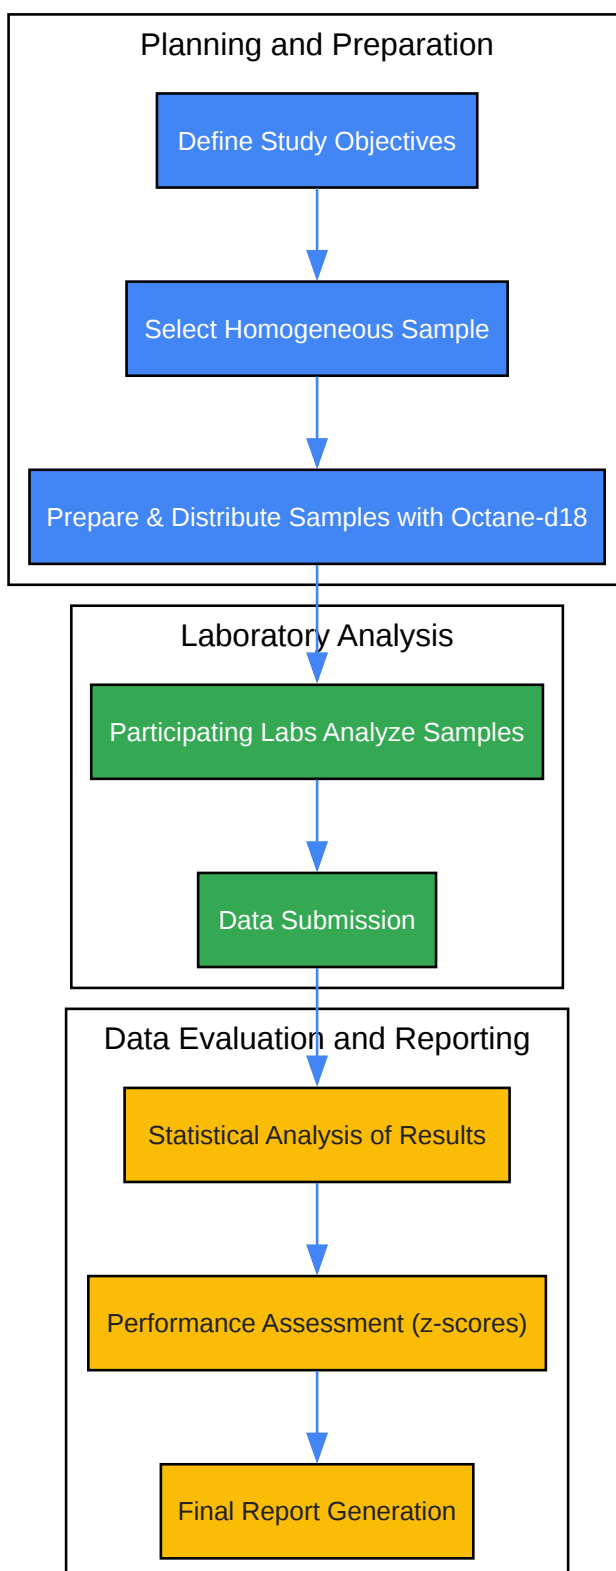 Planning and Preparation
Define Study Objectives
Select Homogeneous Sample
Prepare & Distribute Samples with Octane-d18
Laboratory Analysis
Participating Labs Analyze Samples
Data Submission
Data Evaluation and Reporting
Statistical Analysis of Results
Performance Assessment (z-scores)
Final Report Generation